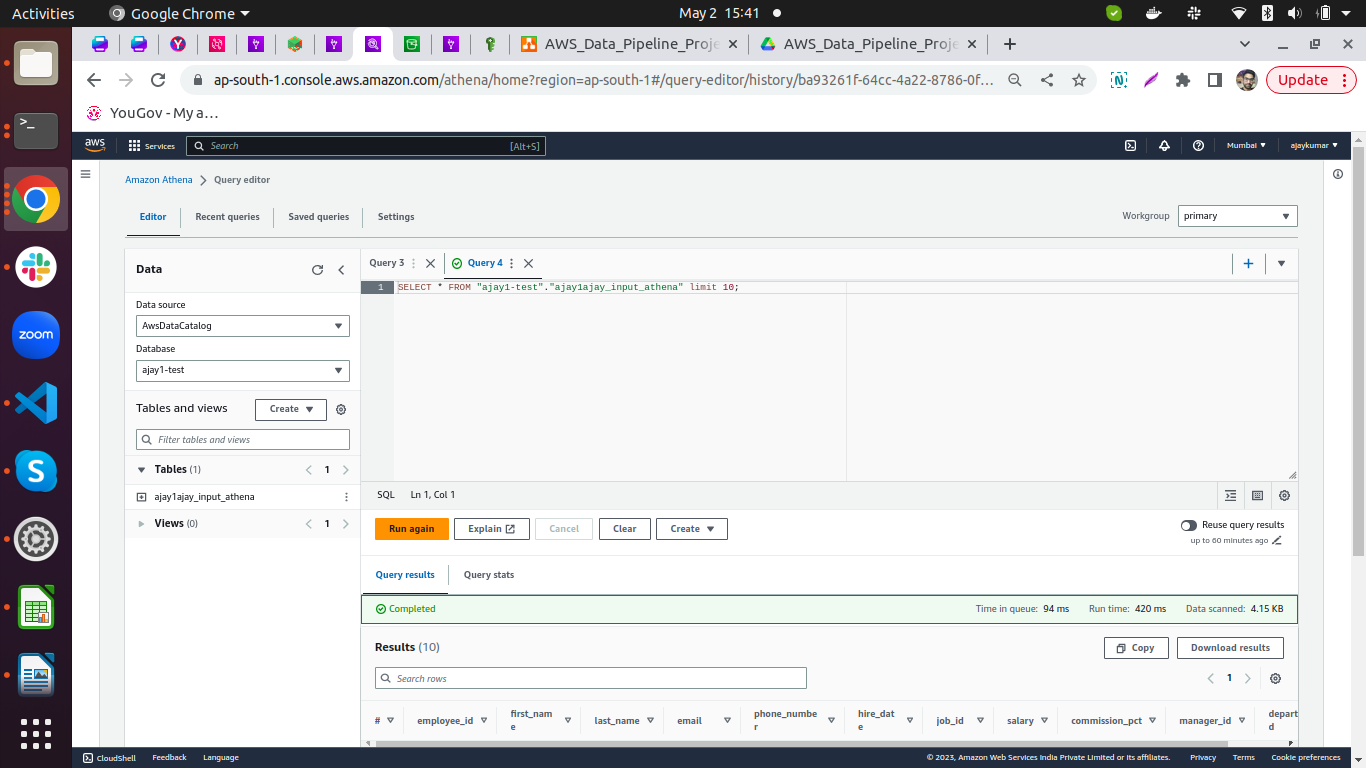 Activities
Google Chrome
May 2 15:41
AWS_Data_Pipeline_Proje
AWS_Data_Pipeline_Proje
ap-south-1.console.aws.amazon.com/athena/home?region=ap-south-1#/query-editor/history/ba93261f-64cc-4a22-8786-0f...
Update
YouGov - My a...
aws
Services
Search
[Alt+S]
Mumbai
ajaykumar
Amazon Athena
Query editor
Editor
Recent queries
Saved queries
Settings
Workgroup
primary
Data
Query 3
Query 4
1
SELECT * FROM "ajay1-test"."ajay1ajay_input_athena" limit 10;
Data source
AwsDataCatalog
Database
ajay1-test
Tables and views
Create
Filter tables and views
Tables (1)
1
ajay1ajay_input_athena
Views (0)
1
SQL
Ln 1, Col 1
Run again
Explain
Cancel
Clear
Create
Reuse query results
up to 60 minutes ago
Query results
Query stats
Completed
Time in queue: 94 ms
Run time: 420 ms
Data scanned: 4.15 KB
Results (10)
Copy
Download results
Search rows
1
#
employee_id
first_nam
e
last_name
email
phone_numbe
r
hire_dat
e
job_id
salary
commission_pct
manager_id
depart
d
CloudShell
Feedback
Language
© 2023, Amazon Web Services India Private Limited or its affiliates.
Privacy
Terms
Cookie preferences
zoom